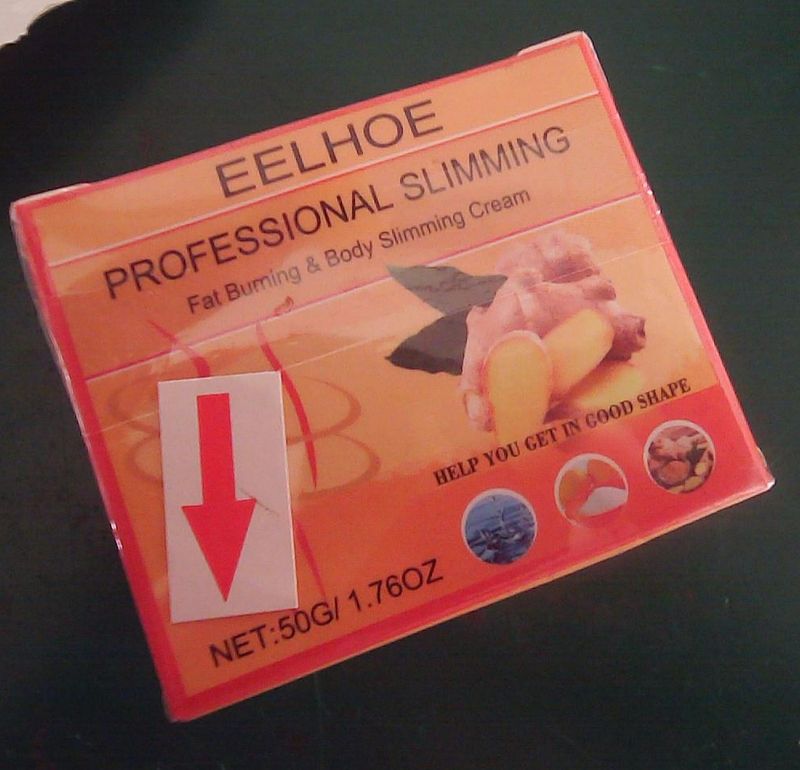 EELHOE
PROFESSIONAL SLIMMING
Fat Burning & Body Slimming Cream
HELP YOU GET IN GOOD SHAPE
NET:50G/ 1.76OZ